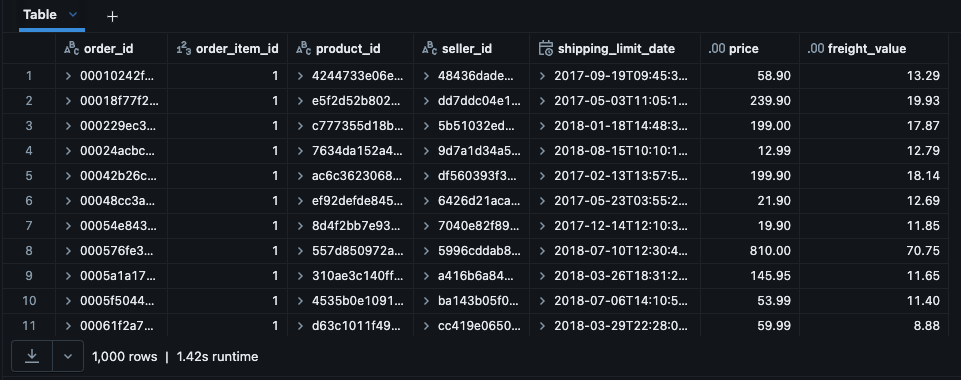 Table +
ABC order_id 123 order_item_id ABC product_id ABC seller_id shipping_limit_date .00 price .00 freight_value
1 00010242f… 1 4244733e06e… 48436dade… 2017-09-19T09:45:3… 58.90 13.29
2 00018f77f2… 1 e5f2d52b802… dd7ddc04e1… 2017-05-03T11:05:1… 239.90 19.93
3 000229ec3… 1 c777355d18b… 5b51032ed… 2018-01-18T14:48:3… 199.00 17.87
4 00024acbc… 1 7634da152a4… 9d7a1d34a5… 2018-08-15T10:10:1… 12.99 12.79
5 00042b26c… 1 ac6c3623068… df560393f3… 2017-02-13T13:57:5… 199.90 18.14
6 00048cc3a… 1 ef92defde845… 6426d21aca… 2017-05-23T03:55:2… 21.90 12.69
7 00054e843… 1 8d4f2bb7e93… 7040e82f89… 2017-12-14T12:10:3… 19.90 11.85
8 000576fe3… 1 557d850972a… 5996cddab8… 2018-07-10T12:30:4… 810.00 70.75
9 0005a1a17… 1 310ae3c140ff… a416b6a84… 2018-03-26T18:31:2… 145.95 11.65
10 0005f5044… 1 4535b0e1091… ba143b05f0… 2018-07-06T14:10:5… 53.99 11.40
11 00061f2a7… 1 d63c1011f49… cc419e0650… 2018-03-29T22:28:0… 59.99 8.88
1,000 rows | 1.42s runtime